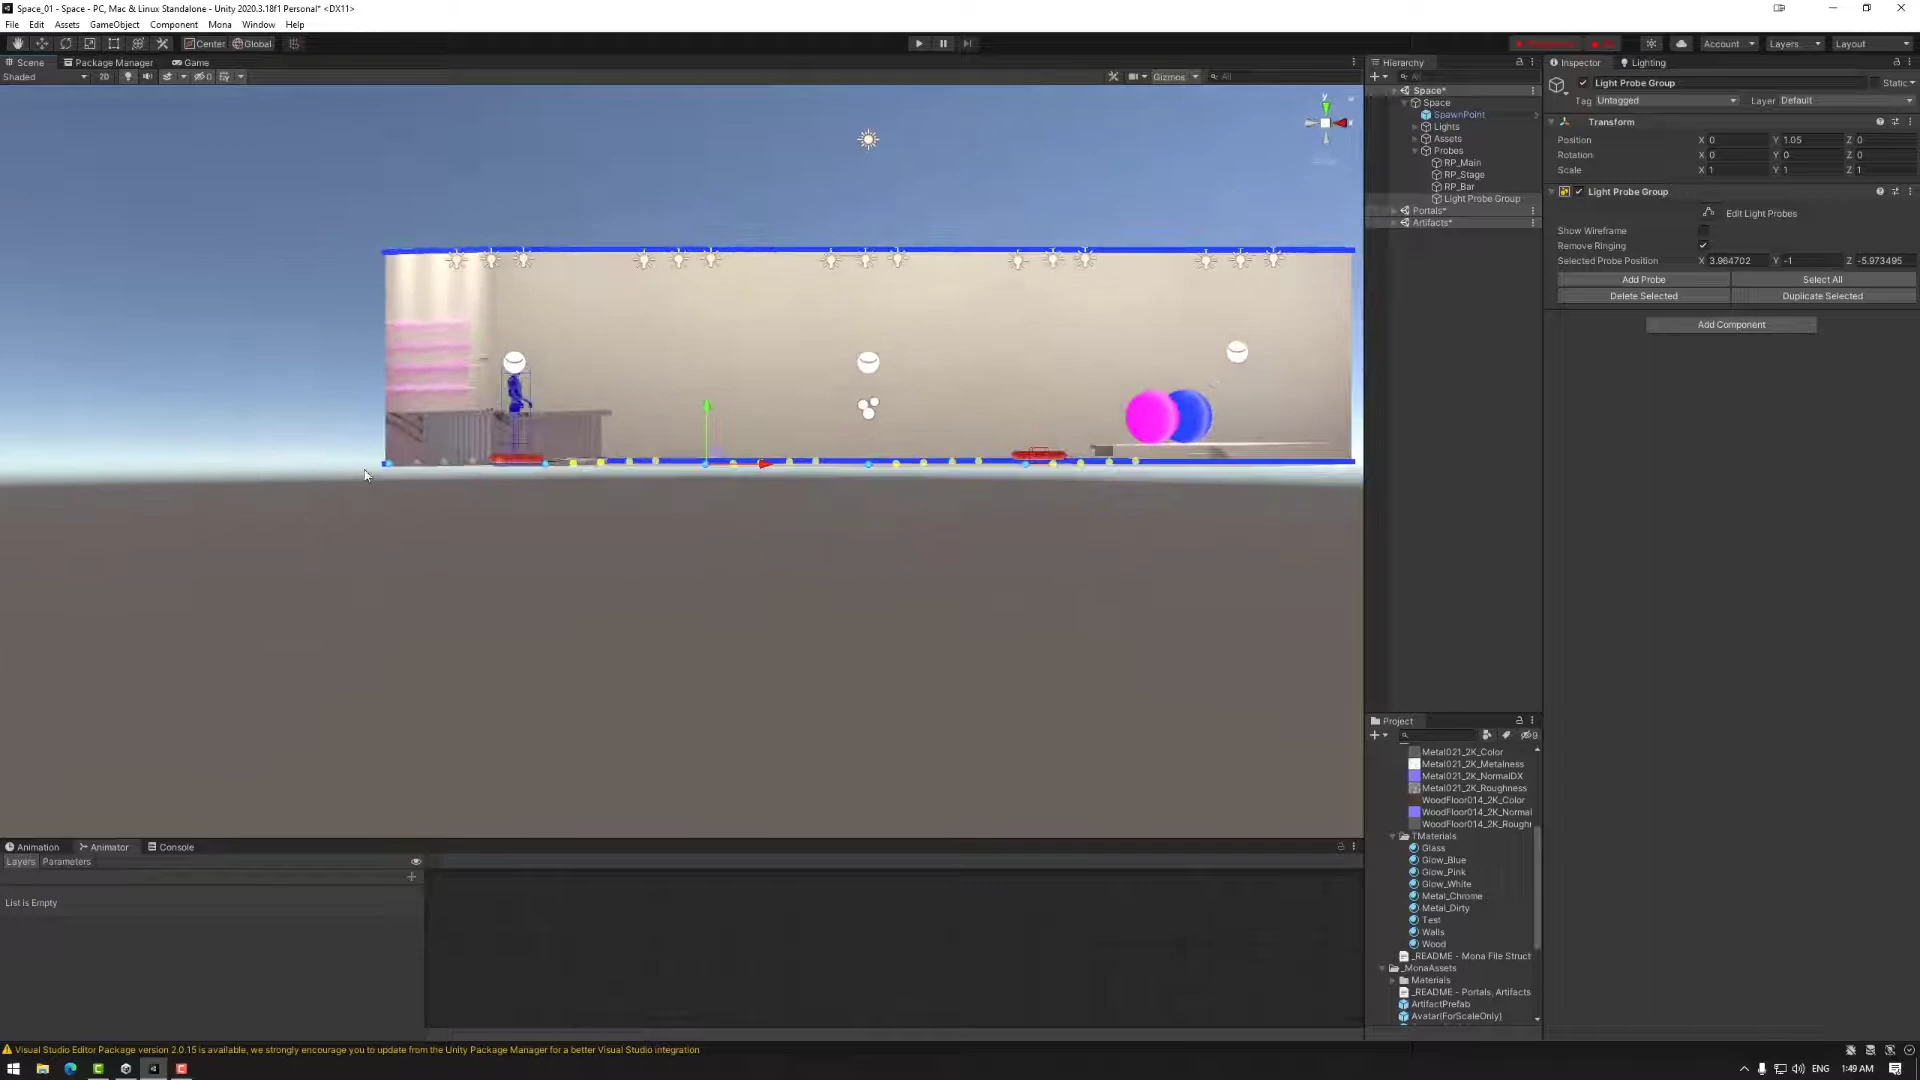 Space_01 - Space - PC, Mac & Linux Standalone - Unity 2020.3.18f1 Personal* <DX11>
File Edit Assets GameObject Component Mona Window Help
Center Global Account Layers Layout
Scene Package Manager Game
Shaded 2D 0 Gizmos All
Hierarchy
All
Space*
Space
SpawnPoint
Lights
Assets
Probes
RP_Main
RP_Stage
RP_Bar
Light Probe Group
Portals*
Artifacts*
Inspector Lighting
Light Probe Group Static
Tag Untagged Layer Default
Transform
Position X 0 Y 1.05 Z 0
Rotation X 0 Y 0 Z 0
Scale X 1 Y 1 Z 1
Light Probe Group
Edit Light Probes
Show Wireframe
Remove Ringing
Selected Probe Position X 3.964702 Y -1 Z -5.973495
Add Probe Select All
Delete Selected Duplicate Selected
Add Component
Project
9
Metal021_2K_Color
Metal021_2K_Metalness
Metal021_2K_NormalDX
Metal021_2K_Roughness
WoodFloor014_2K_Color
WoodFloor014_2K_Normal
WoodFloor014_2K_Roughr
TMaterials
Glass
Glow_Blue
Glow_Pink
Glow_White
Metal_Chrome
Metal_Dirty
Test
Walls
Wood
_README - Mona File Struct
_MonaAssets
Materials
_README - Portals, Artifacts
ArtifactPrefab
Avatar(ForScaleOnly)
Animation Animator Console
Layers Parameters
List is Empty
Visual Studio Editor Package version 2.0.15 is available, we strongly encourage you to update from the Unity Package Manager for a better Visual Studio integration
ENG 1:49 AM